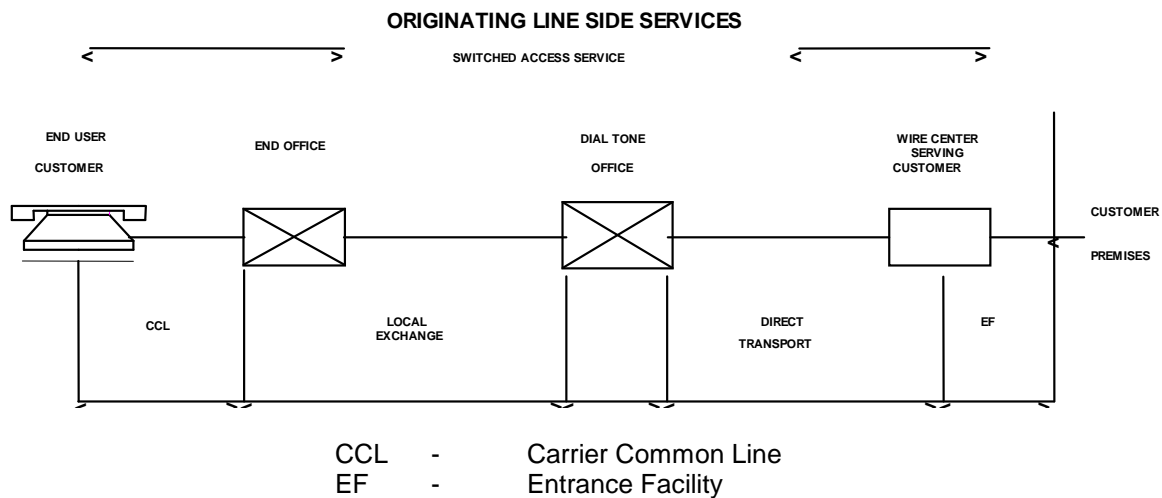 ORIGINATING LINE SIDE SERVICES
SWITCHED ACCESS SERVICE
END USER
CUSTOMER
END OFFICE
DIAL TONE
OFFICE
WIRE CENTER
SERVING
CUSTOMER
CUSTOMER
PREMISES
CCL
LOCAL
EXCHANGE
DIRECT
TRANSPORT
EF
CCL - Carrier Common Line
EF - Entrance Facility